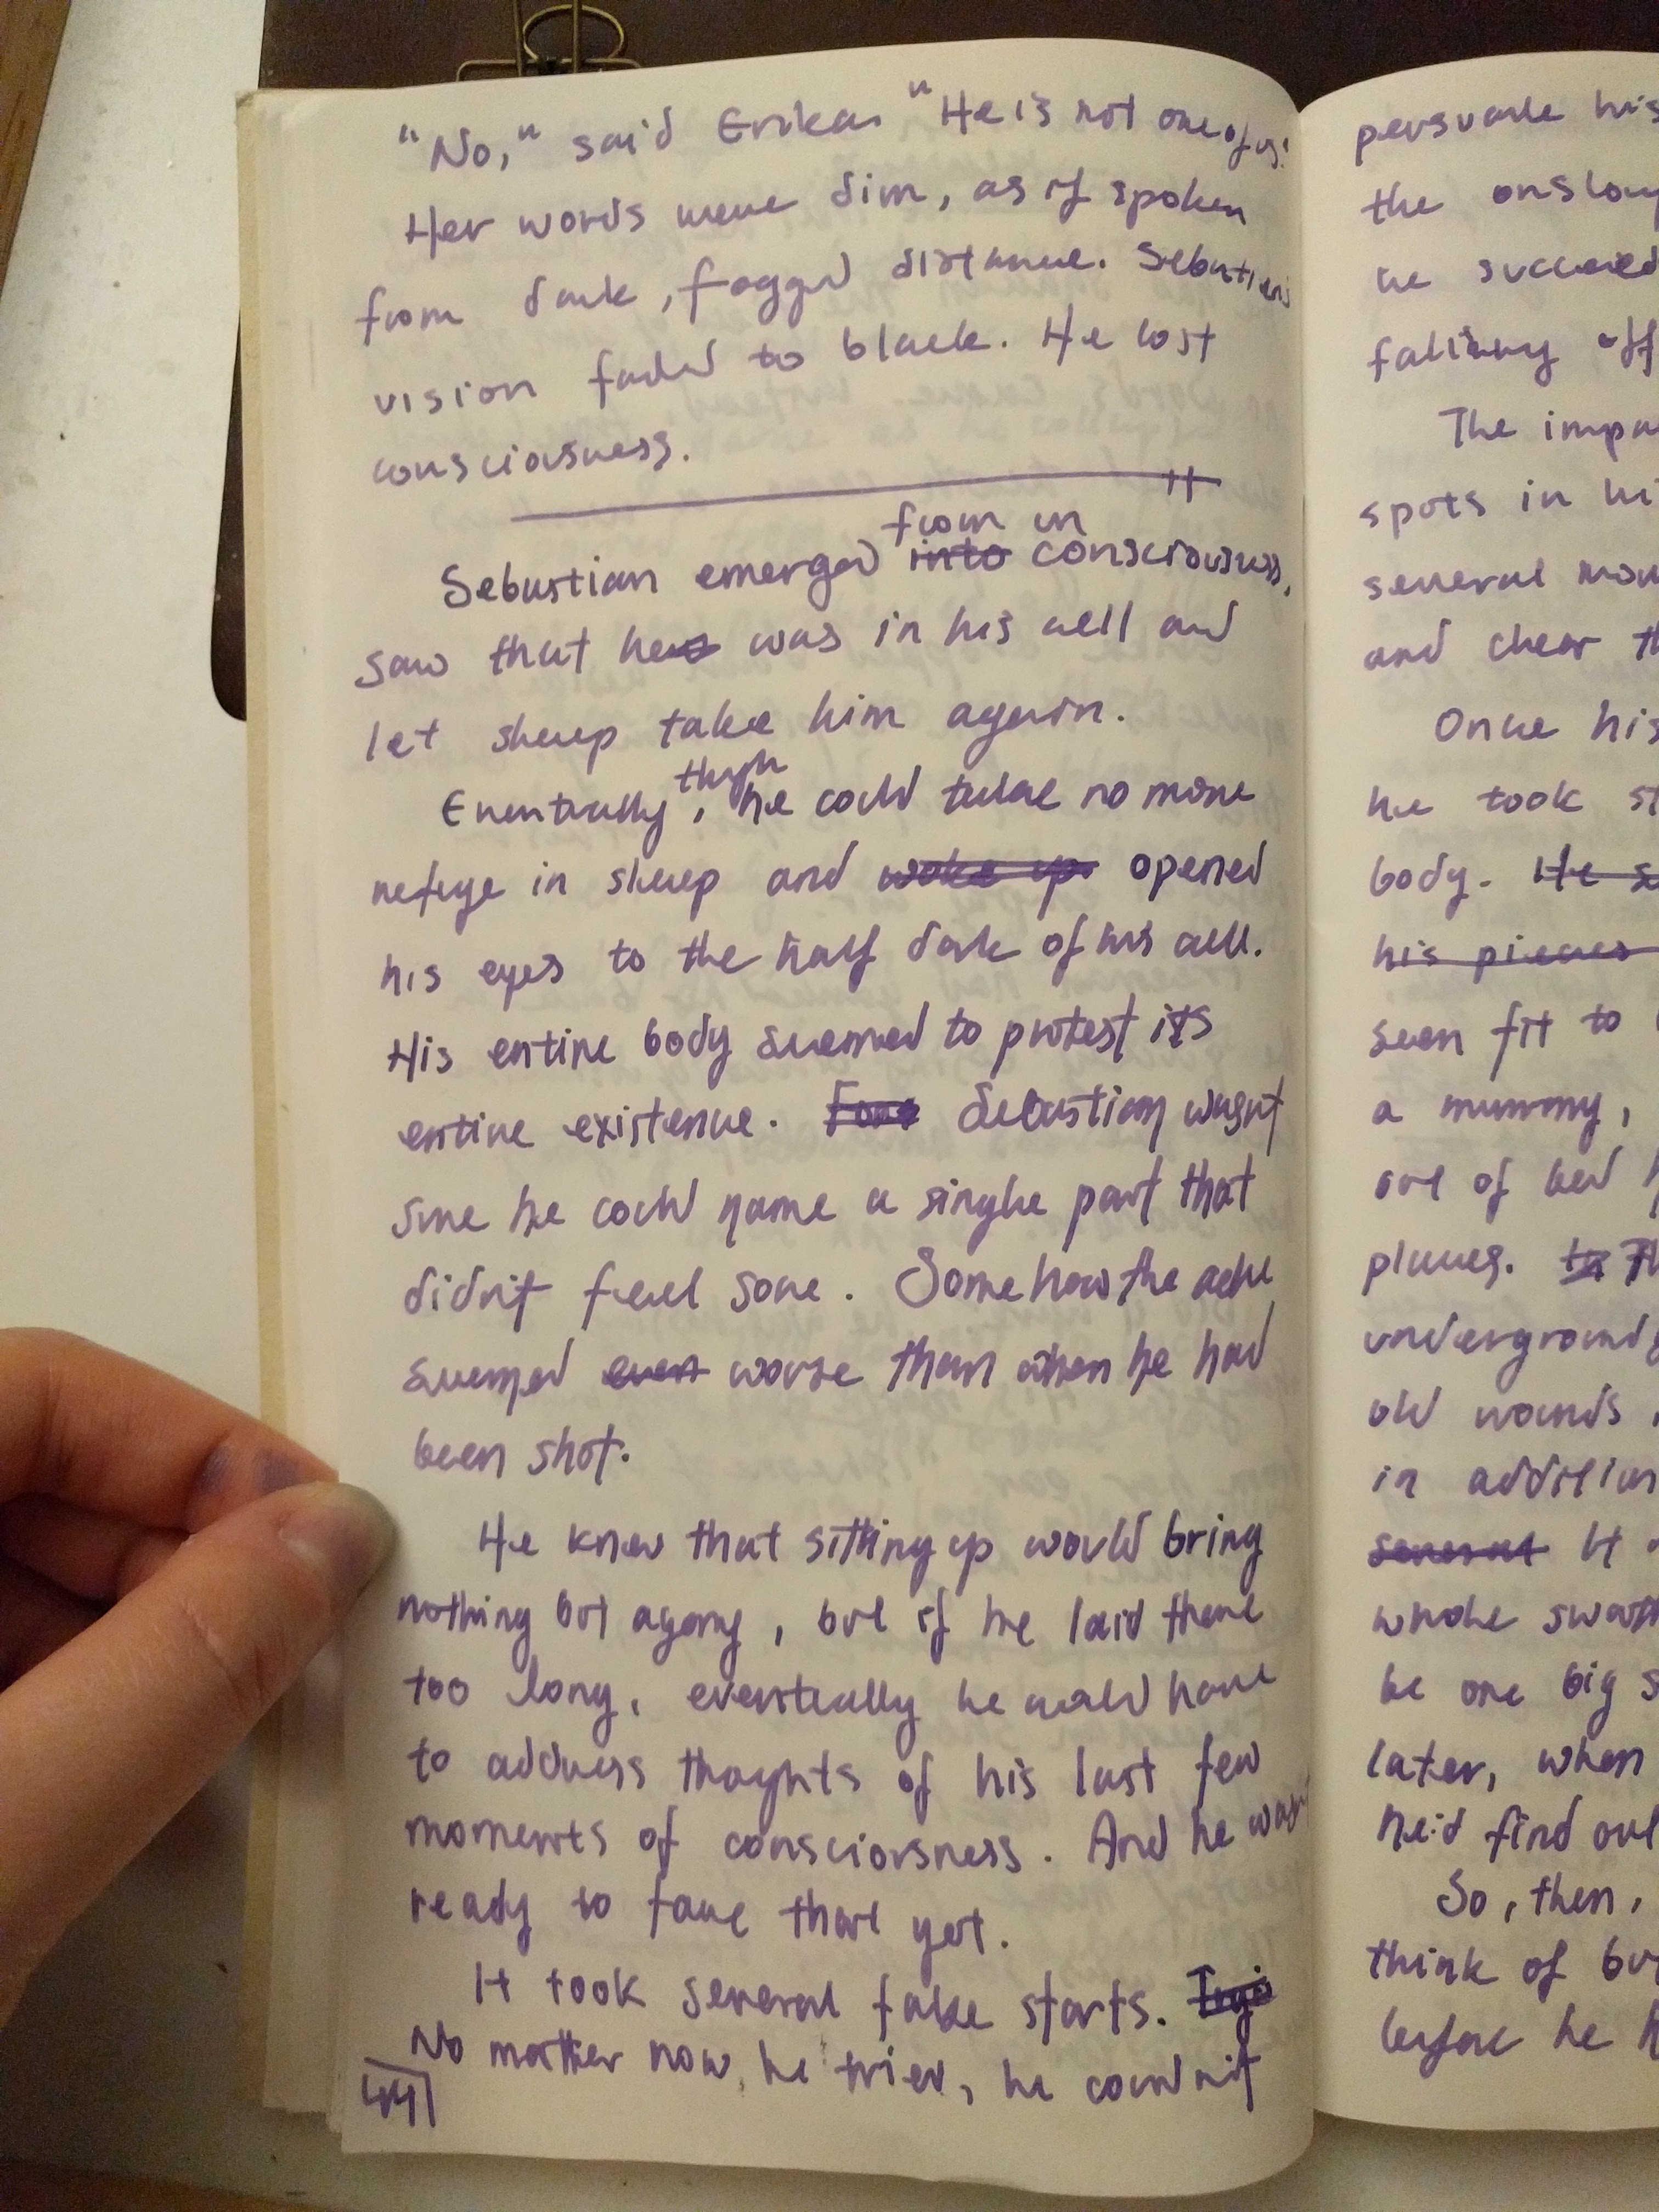 "No," said Erika. "He is not one of us."
Her words were dim, as if spoken
from dark, fogged distance. Sebastian's
vision faded to black. He lost
consciousness.
from un
Sebastian emerged into consciousness,
saw that he was in his cell and
let sleep take him again.
though
Eventually, he could take no more
refuge in sleep and woke up opened
his eyes to the half dark of his cell.
His entire body seemed to protest its
entire existence. Sebastian wasn't
sure he could name a single part that
didn't feel sore. Somehow the ache
seemed even worse than when he had
been shot.
He knew that sitting up would bring
nothing but agony, but if he laid there
too long, eventually he would have
to address thoghts of his last few
moments of consciousness. And he wasn't
ready to face that yet.
It took several false starts.
No matter how he tried, he couldn't
441
persuade his
the onslau
he succeed
falling off
The impa
spots in hi
several mom
and clear th
Once his
he took st
body. He s
his pieces
seen fit to
a mummy,
out of bed
pieces. Th
underground
old wounds
in addition
several It
whole swath
be one big s
later, when
he'd find out
So, then,
think of but
before he h